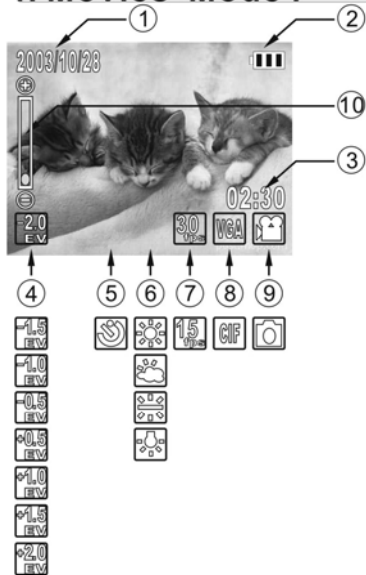 ① ②
2003/10/28
⑩
③
02:30
-2.0 EV 30 fps VGA
④ ⑤ ⑥ ⑦ ⑧ ⑨
-1.5 EV 15 fps CIF
-1.0 EV
-0.5 EV
+0.5 EV
+1.0 EV
+1.5 EV
+2.0 EV